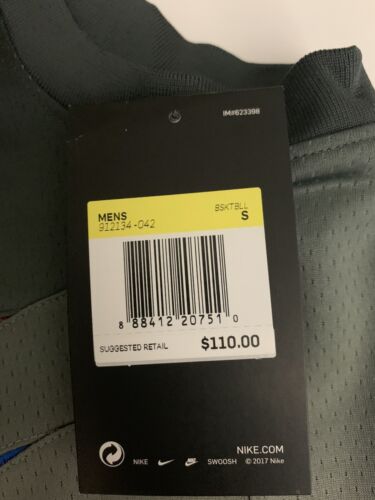 IM#623398
MENS BSKTBLL
912134-042 S
8 88412 20751 0
SUGGESTED RETAIL $110.00
NIKE.COM
NIKE SWOOSH © 2017 Nike